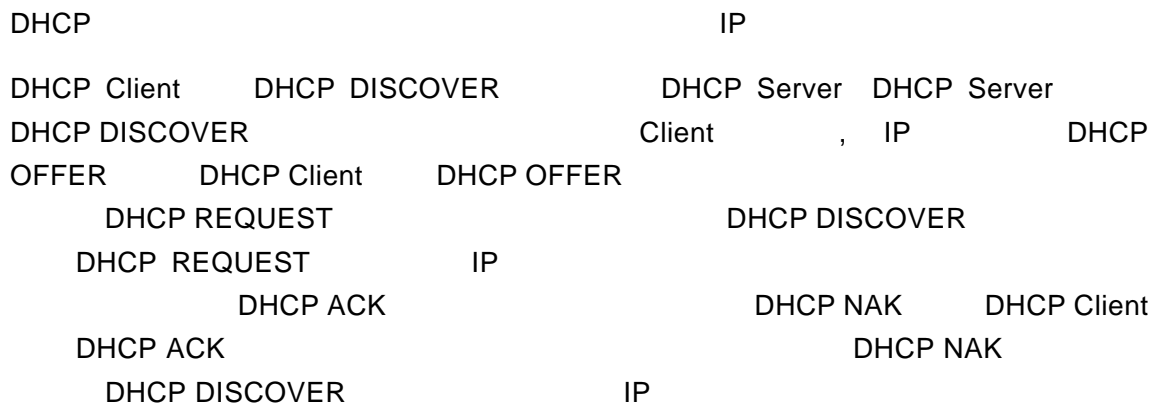 DHCP IP
DHCP Client DHCP DISCOVER DHCP Server DHCP Server
DHCP DISCOVER Client , IP DHCP
OFFER DHCP Client DHCP OFFER
DHCP REQUEST DHCP DISCOVER
DHCP REQUEST IP
DHCP ACK DHCP NAK DHCP Client
DHCP ACK DHCP NAK
DHCP DISCOVER IP